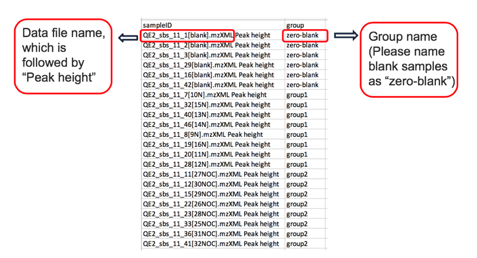 Data file name,
which is
followed by
“Peak height”
sampleID group
QE2_sbs_11_1[blank].mzXML Peak height zero-blank
QE2_sbs_11_2[blank].mzXML Peak height zero-blank
QE2_sbs_11_3[blank].mzXML Peak height zero-blank
QE2_sbs_11_29[blank].mzXML Peak height zero-blank
QE2_sbs_11_16[blank].mzXML Peak height zero-blank
QE2_sbs_11_42[blank].mzXML Peak height zero-blank
QE2_sbs_11_7[10N].mzXML Peak height group1
QE2_sbs_11_32[15N].mzXML Peak height group1
QE2_sbs_11_40[13N].mzXML Peak height group1
QE2_sbs_11_46[14N].mzXML Peak height group1
QE2_sbs_11_8[9N].mzXML Peak height group1
QE2_sbs_11_19[16N].mzXML Peak height group1
QE2_sbs_11_20[11N].mzXML Peak height group1
QE2_sbs_11_28[12N].mzXML Peak height group1
QE2_sbs_11_11[27NOC].mzXML Peak height group2
QE2_sbs_11_12[30NOC].mzXML Peak height group2
QE2_sbs_11_15[29NOC].mzXML Peak height group2
QE2_sbs_11_22[26NOC].mzXML Peak height group2
QE2_sbs_11_23[28NOC].mzXML Peak height group2
QE2_sbs_11_25[33NOC].mzXML Peak height group2
QE2_sbs_11_36[31NOC].mzXML Peak height group2
QE2_sbs_11_41[32NOC].mzXML Peak height group2
Group name
(Please name
blank samples
as “zero-blank”)